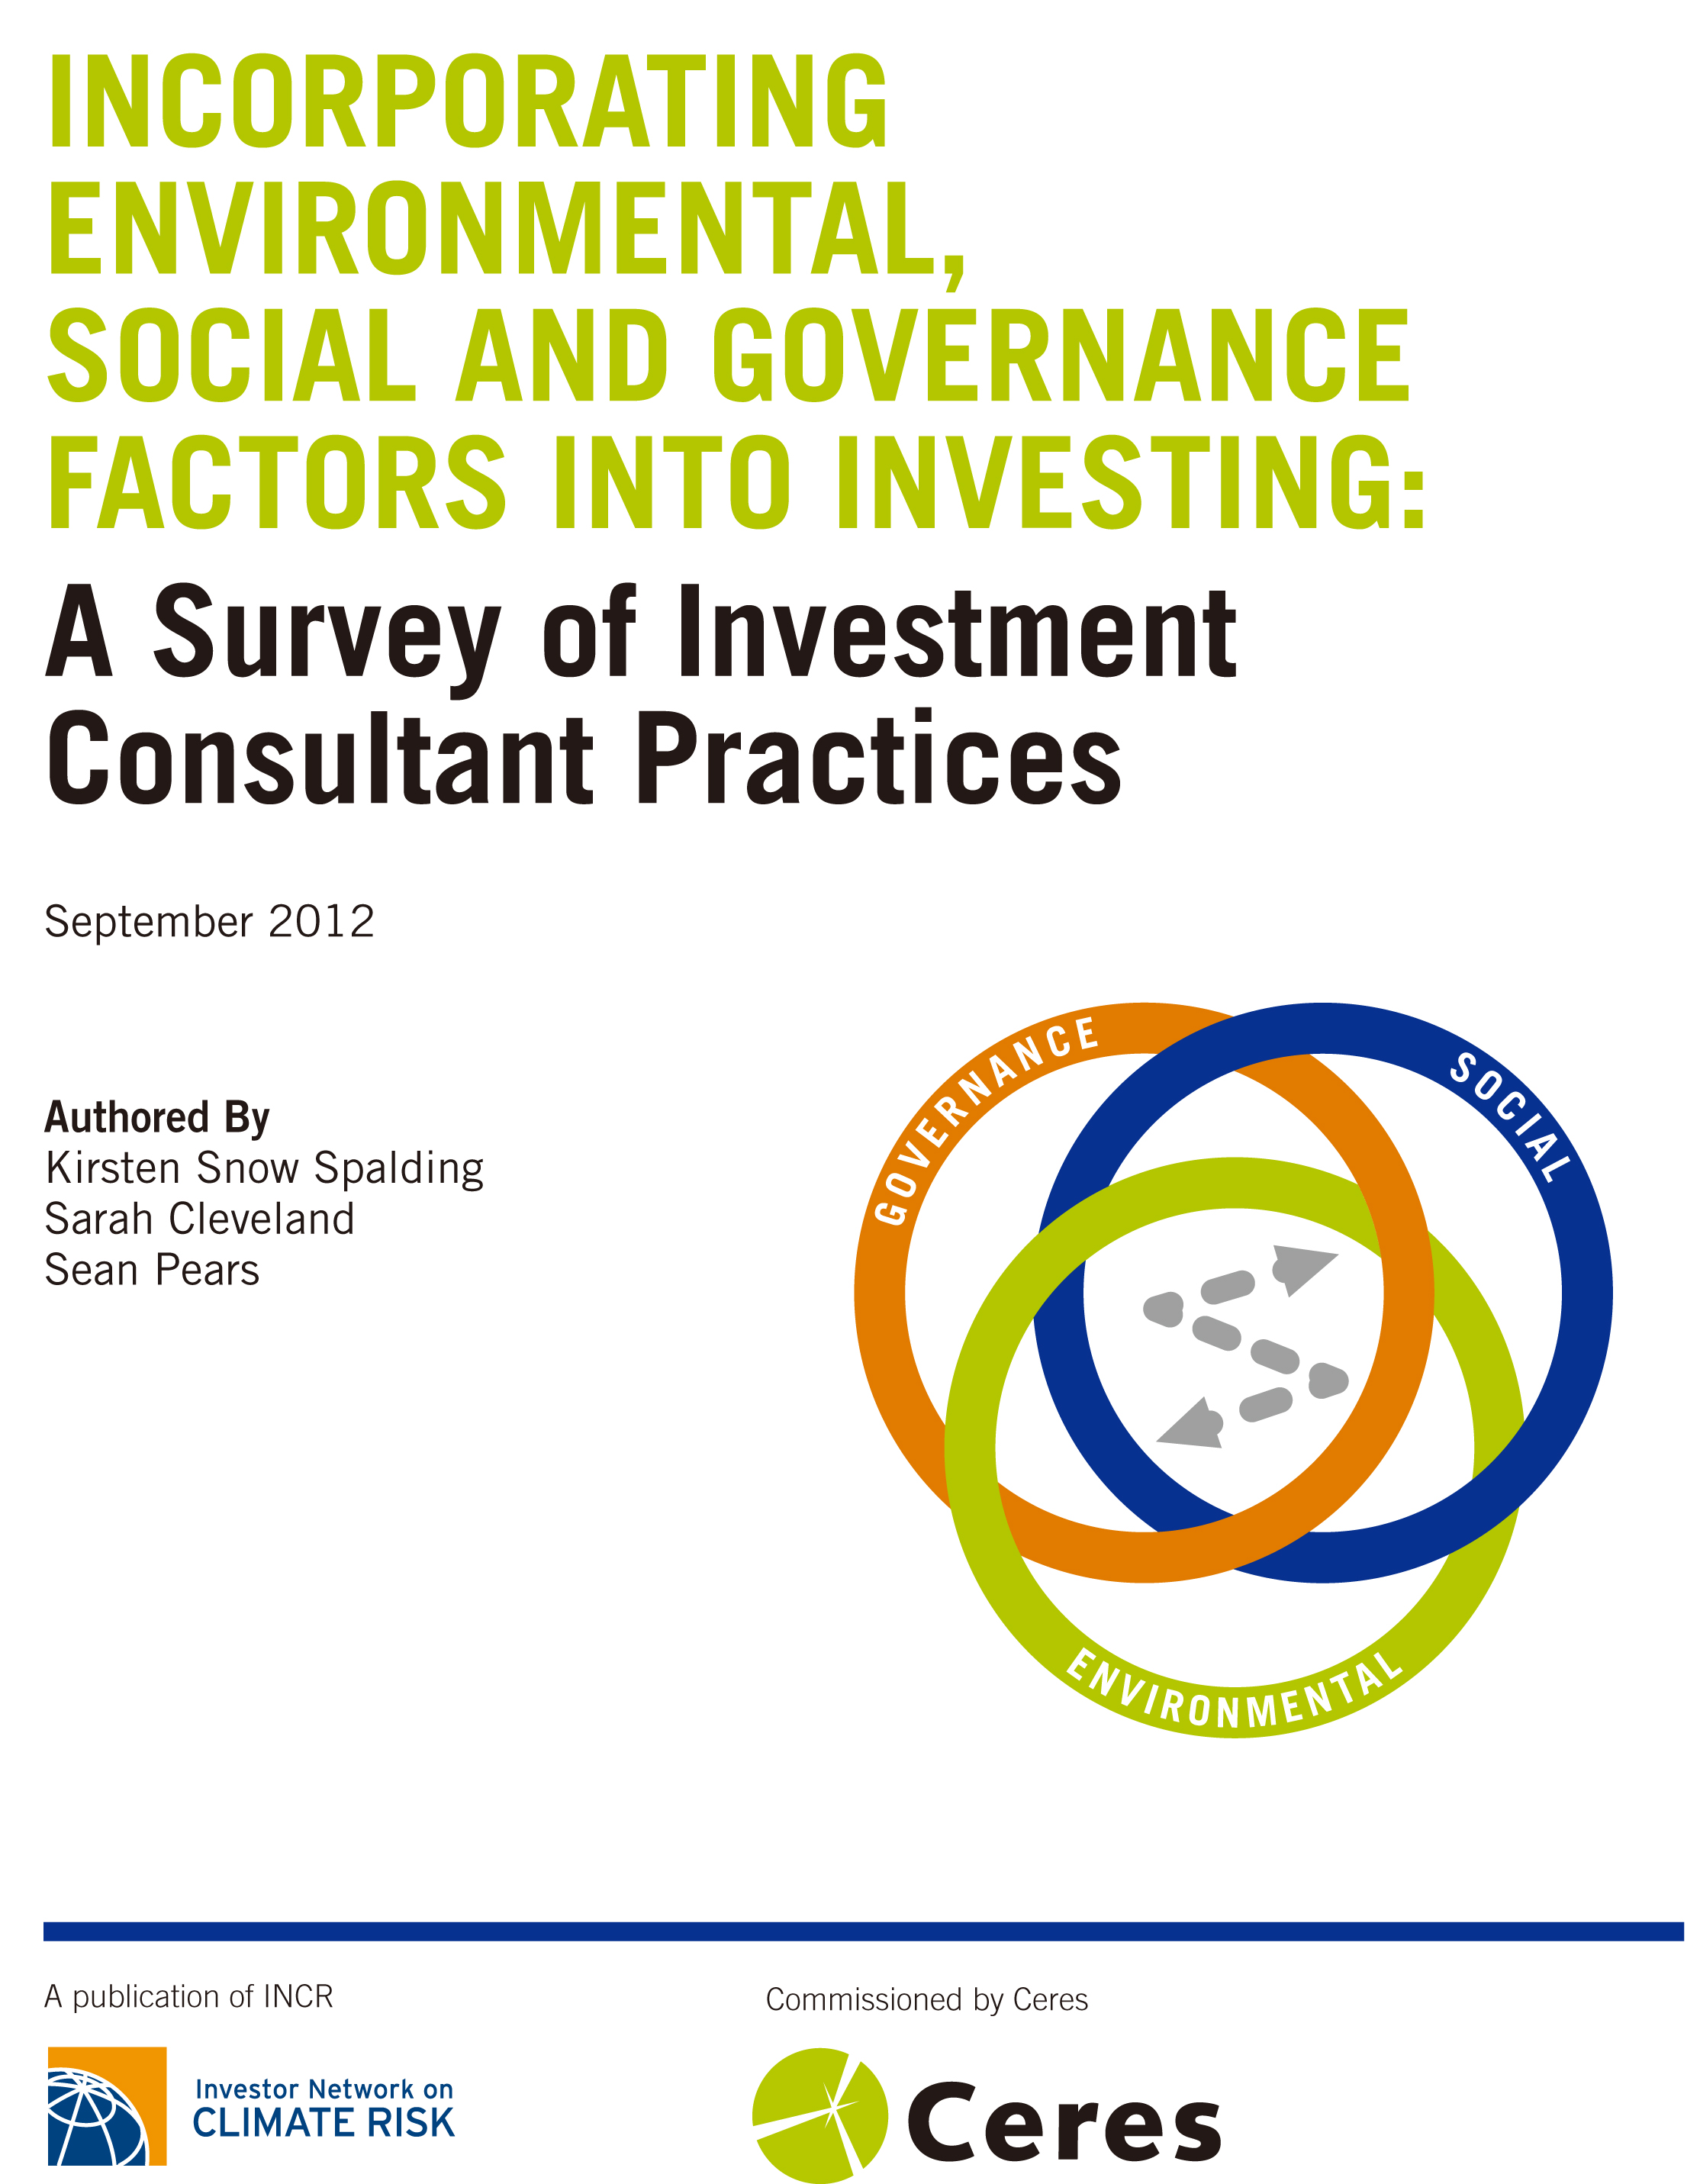 INCORPORATING
ENVIRONMENTAL,
SOCIAL AND GOVERNANCE
FACTORS INTO INVESTING:
A Survey of Investment
Consultant Practices
September 2012
Authored By
Kirsten Snow Spalding
Sarah Cleveland
Sean Pears
GOVERNANCE
SOCIAL
ENVIRONMENTAL
A publication of INCR
Investor Network on
CLIMATE RISK
Commissioned by Ceres
Ceres